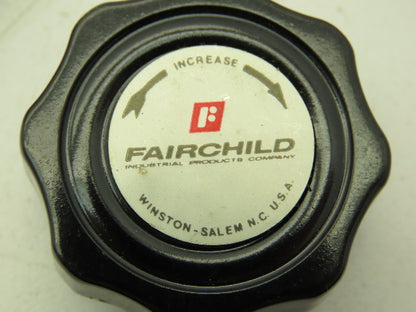 INCREASE
F
FAIRCHILD
INDUSTRIAL PRODUCTS COMPANY
WINSTON-SALEM N.C. U.S.A.